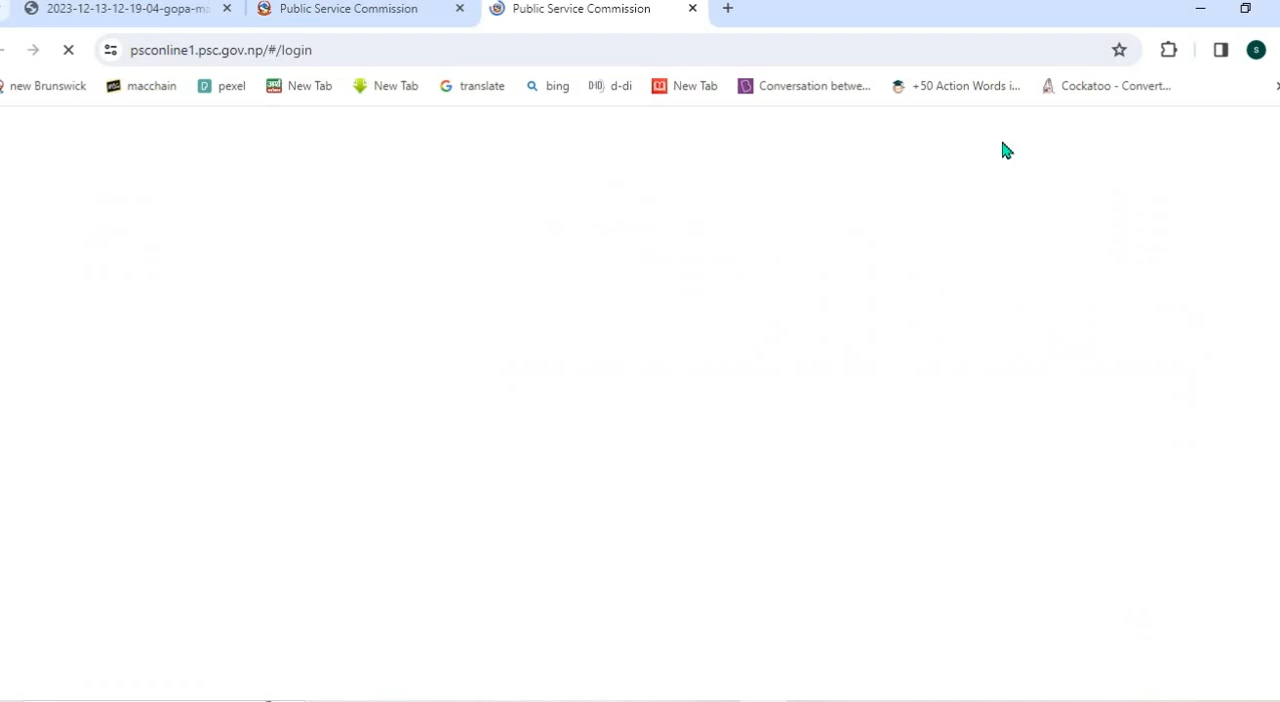 2023-12-13-12-19-04-gopa-ma
Public Service Commission
Public Service Commission
psconline1.psc.gov.np/#/login
S
new Brunswick
macchain
pexel
New Tab
New Tab
translate
bing
d-di
New Tab
Conversation betwe...
+50 Action Words i...
Cockatoo - Convert...